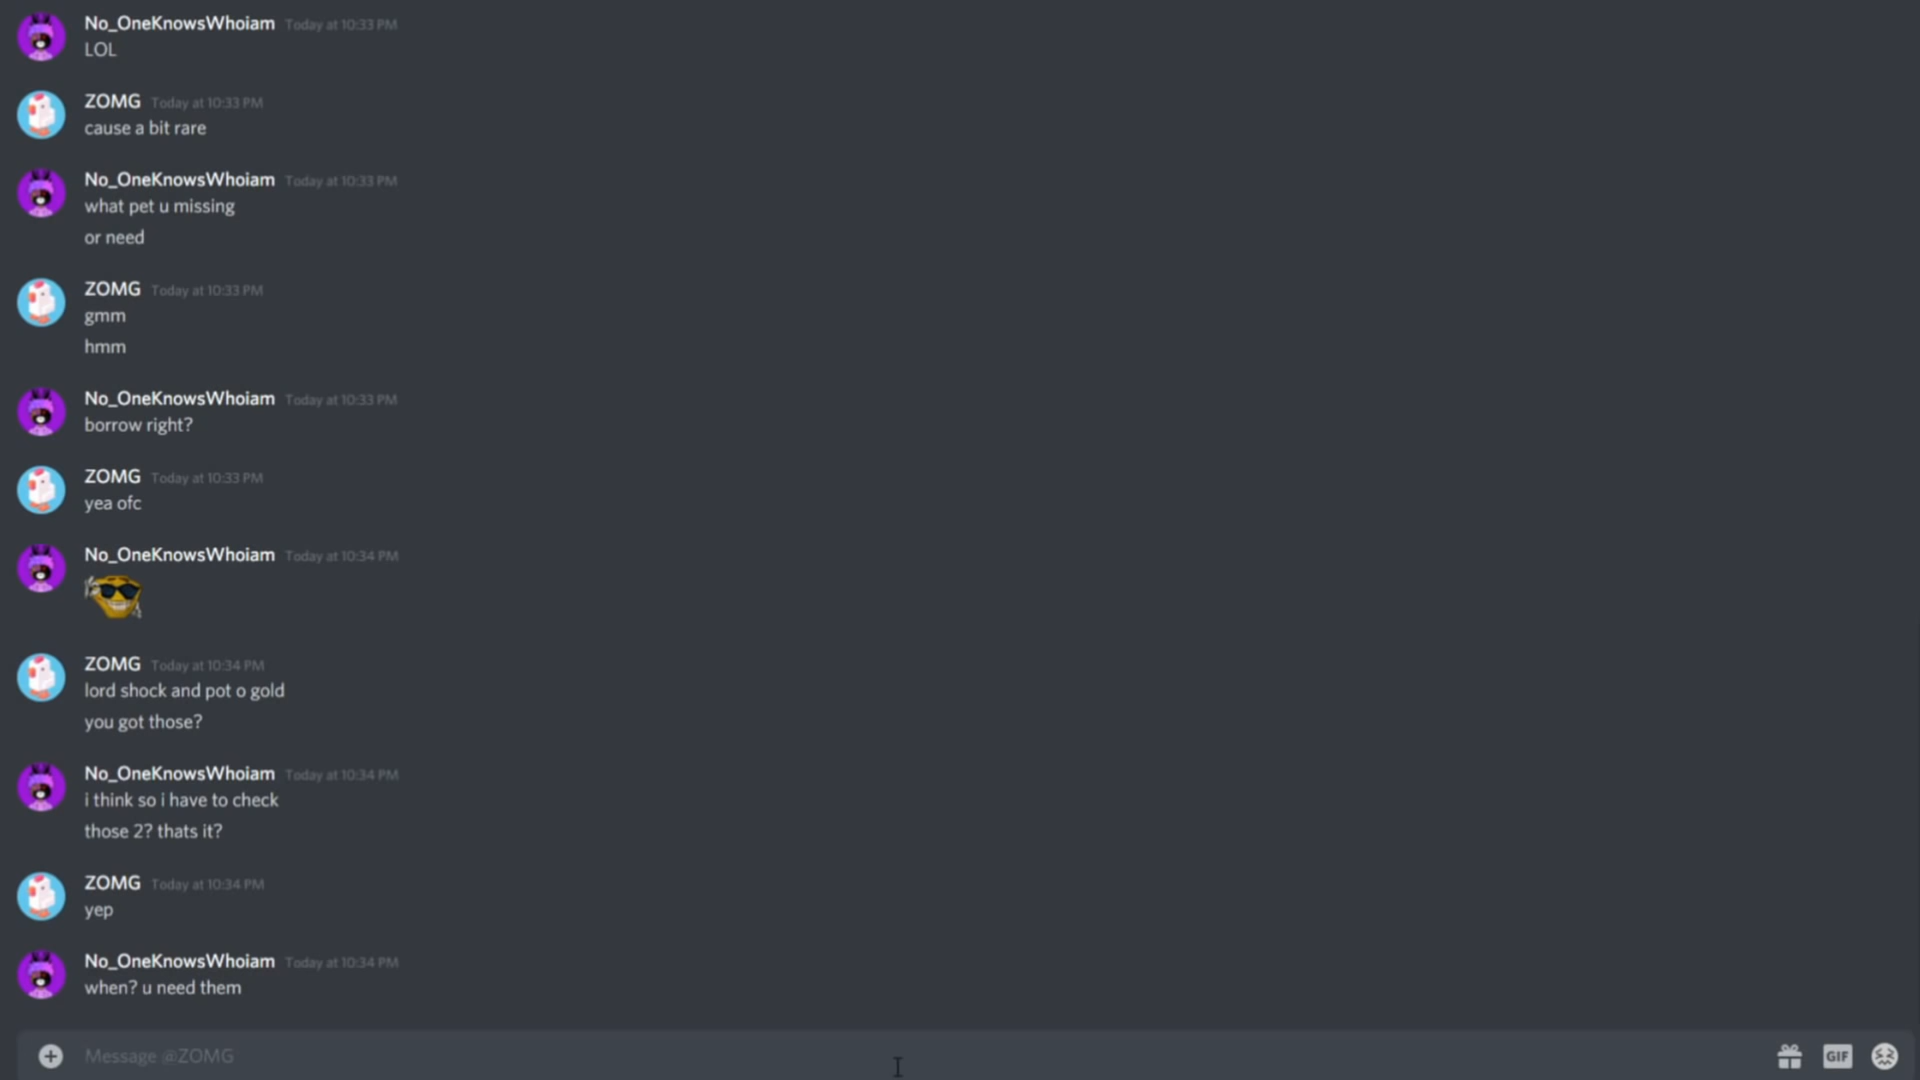 No_OneKnowsWhoiam Today at 10:33 PM
LOL
ZOMG Today at 10:33 PM
cause a bit rare
No_OneKnowsWhoiam Today at 10:33 PM
what pet u missing
or need
ZOMG Today at 10:33 PM
gmm
hmm
No_OneKnowsWhoiam Today at 10:33 PM
borrow right?
ZOMG Today at 10:33 PM
yea ofc
No_OneKnowsWhoiam Today at 10:34 PM
ZOMG Today at 10:34 PM
lord shock and pot o gold
you got those?
No_OneKnowsWhoiam Today at 10:34 PM
i think so i have to check
those 2? thats it?
ZOMG Today at 10:34 PM
yep
No_OneKnowsWhoiam Today at 10:34 PM
when? u need them
Message @ZOMG GIF